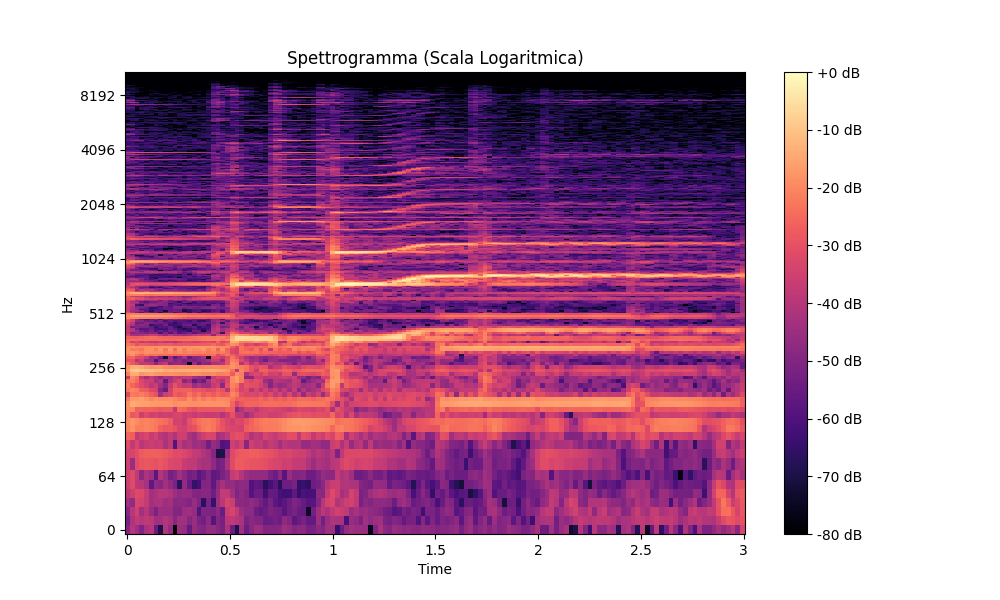 Spettrogramma (Scala Logaritmica)
Hz
8192
4096
2048
1024
512
256
128
64
0
0 0.5 1 1.5 2 2.5 3
Time
+0 dB
-10 dB
-20 dB
-30 dB
-40 dB
-50 dB
-60 dB
-70 dB
-80 dB